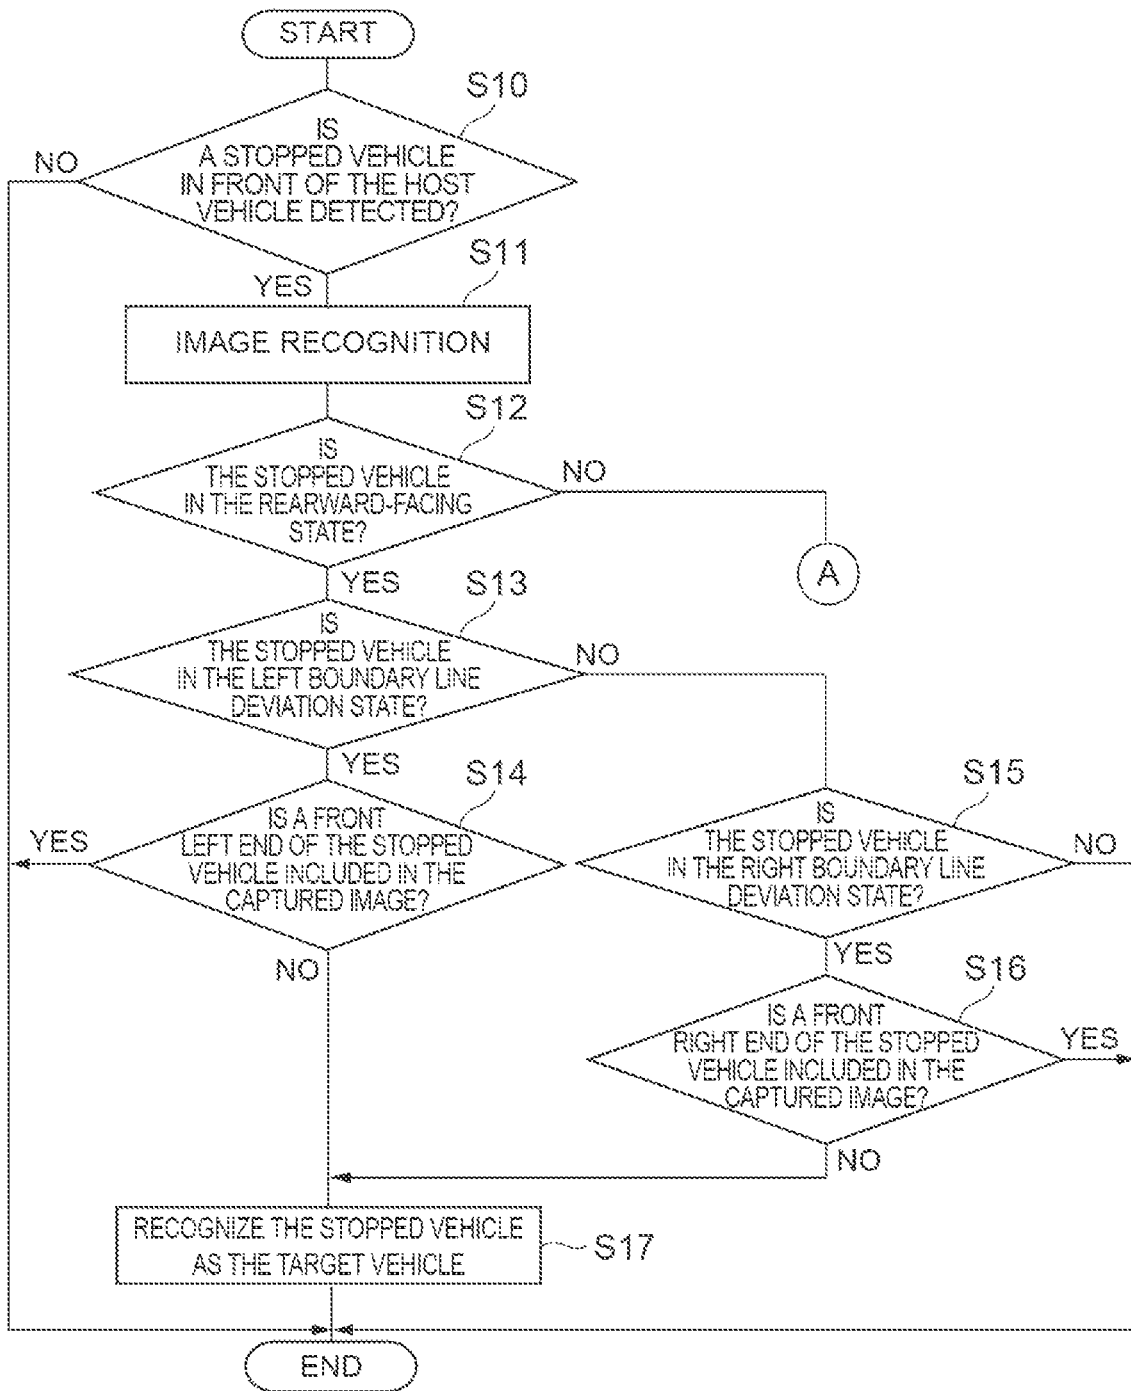 START
S10
IS
A STOPPED VEHICLE
IN FRONT OF THE HOST
VEHICLE DETECTED?
NO
YES
S11
IMAGE RECOGNITION
S12
IS
THE STOPPED VEHICLE
IN THE REARWARD-FACING
STATE?
NO
A
YES
S13
IS
THE STOPPED VEHICLE
IN THE LEFT BOUNDARY LINE
DEVIATION STATE?
NO
YES
S14
IS A FRONT
LEFT END OF THE STOPPED
VEHICLE INCLUDED IN THE
CAPTURED IMAGE?
YES
NO
S15
IS
THE STOPPED VEHICLE
IN THE RIGHT BOUNDARY LINE
DEVIATION STATE?
NO
YES
S16
IS A FRONT
RIGHT END OF THE STOPPED
VEHICLE INCLUDED IN THE
CAPTURED IMAGE?
YES
NO
RECOGNIZE THE STOPPED VEHICLE
AS THE TARGET VEHICLE
S17
END